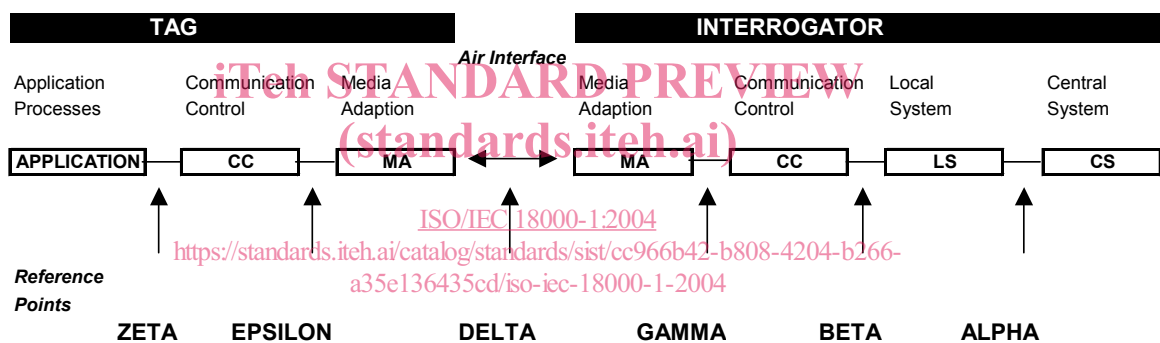 TAG INTERROGATOR
Air Interface
iTeh STANDARD PREVIEW
Application Communication Media Media Communication Local Central
Processes Control Adaption Adaption Control System System
(standards.iteh.ai)
APPLICATION CC MA MA CC LS CS
ISO/IEC 18000-1:2004
https://standards.iteh.ai/catalog/standards/sist/cc966b42-b808-4204-b266-
a35e136435cd/iso-iec-18000-1-2004
Reference
Points
ZETA EPSILON DELTA GAMMA BETA ALPHA